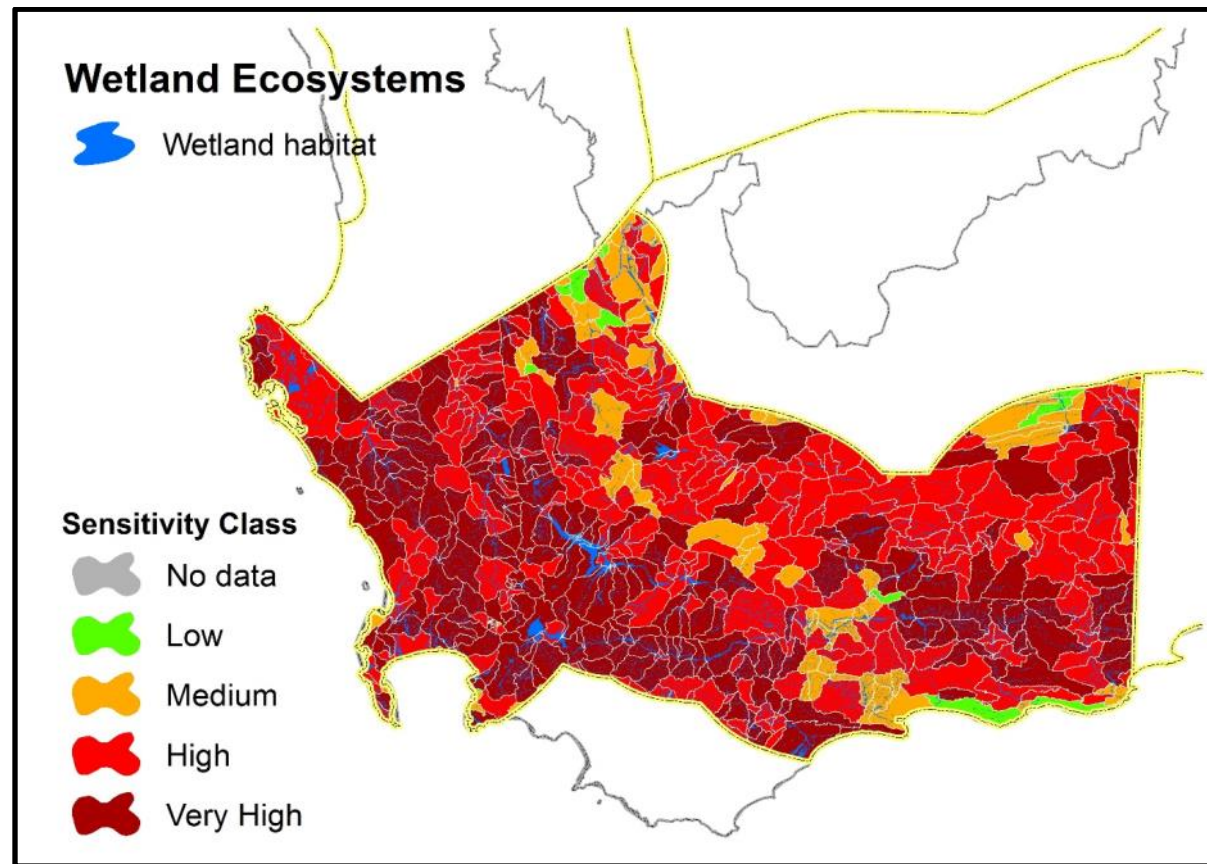 Wetland Ecosystems
Wetland habitat
Sensitivity Class
No data
Low
Medium
High
Very High